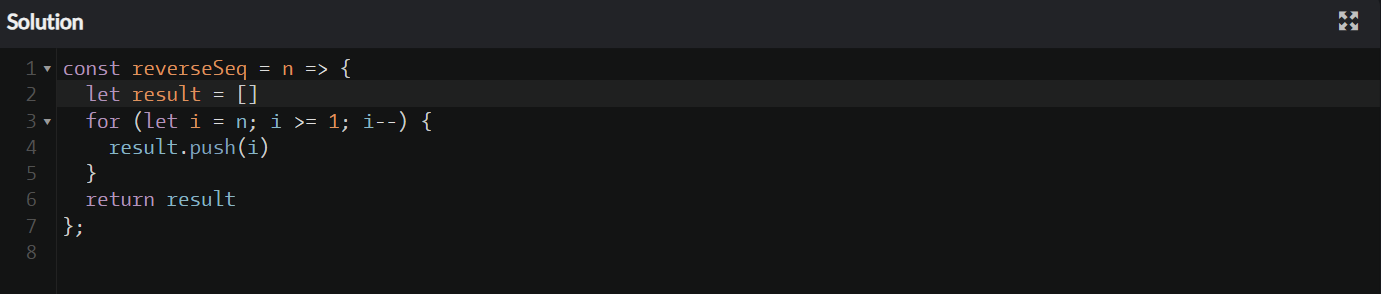 Solution
1 const reverseSeq = n => {
2   let result = []
3   for (let i = n; i >= 1; i--) {
4     result.push(i)
5   }
6   return result
7 };
8